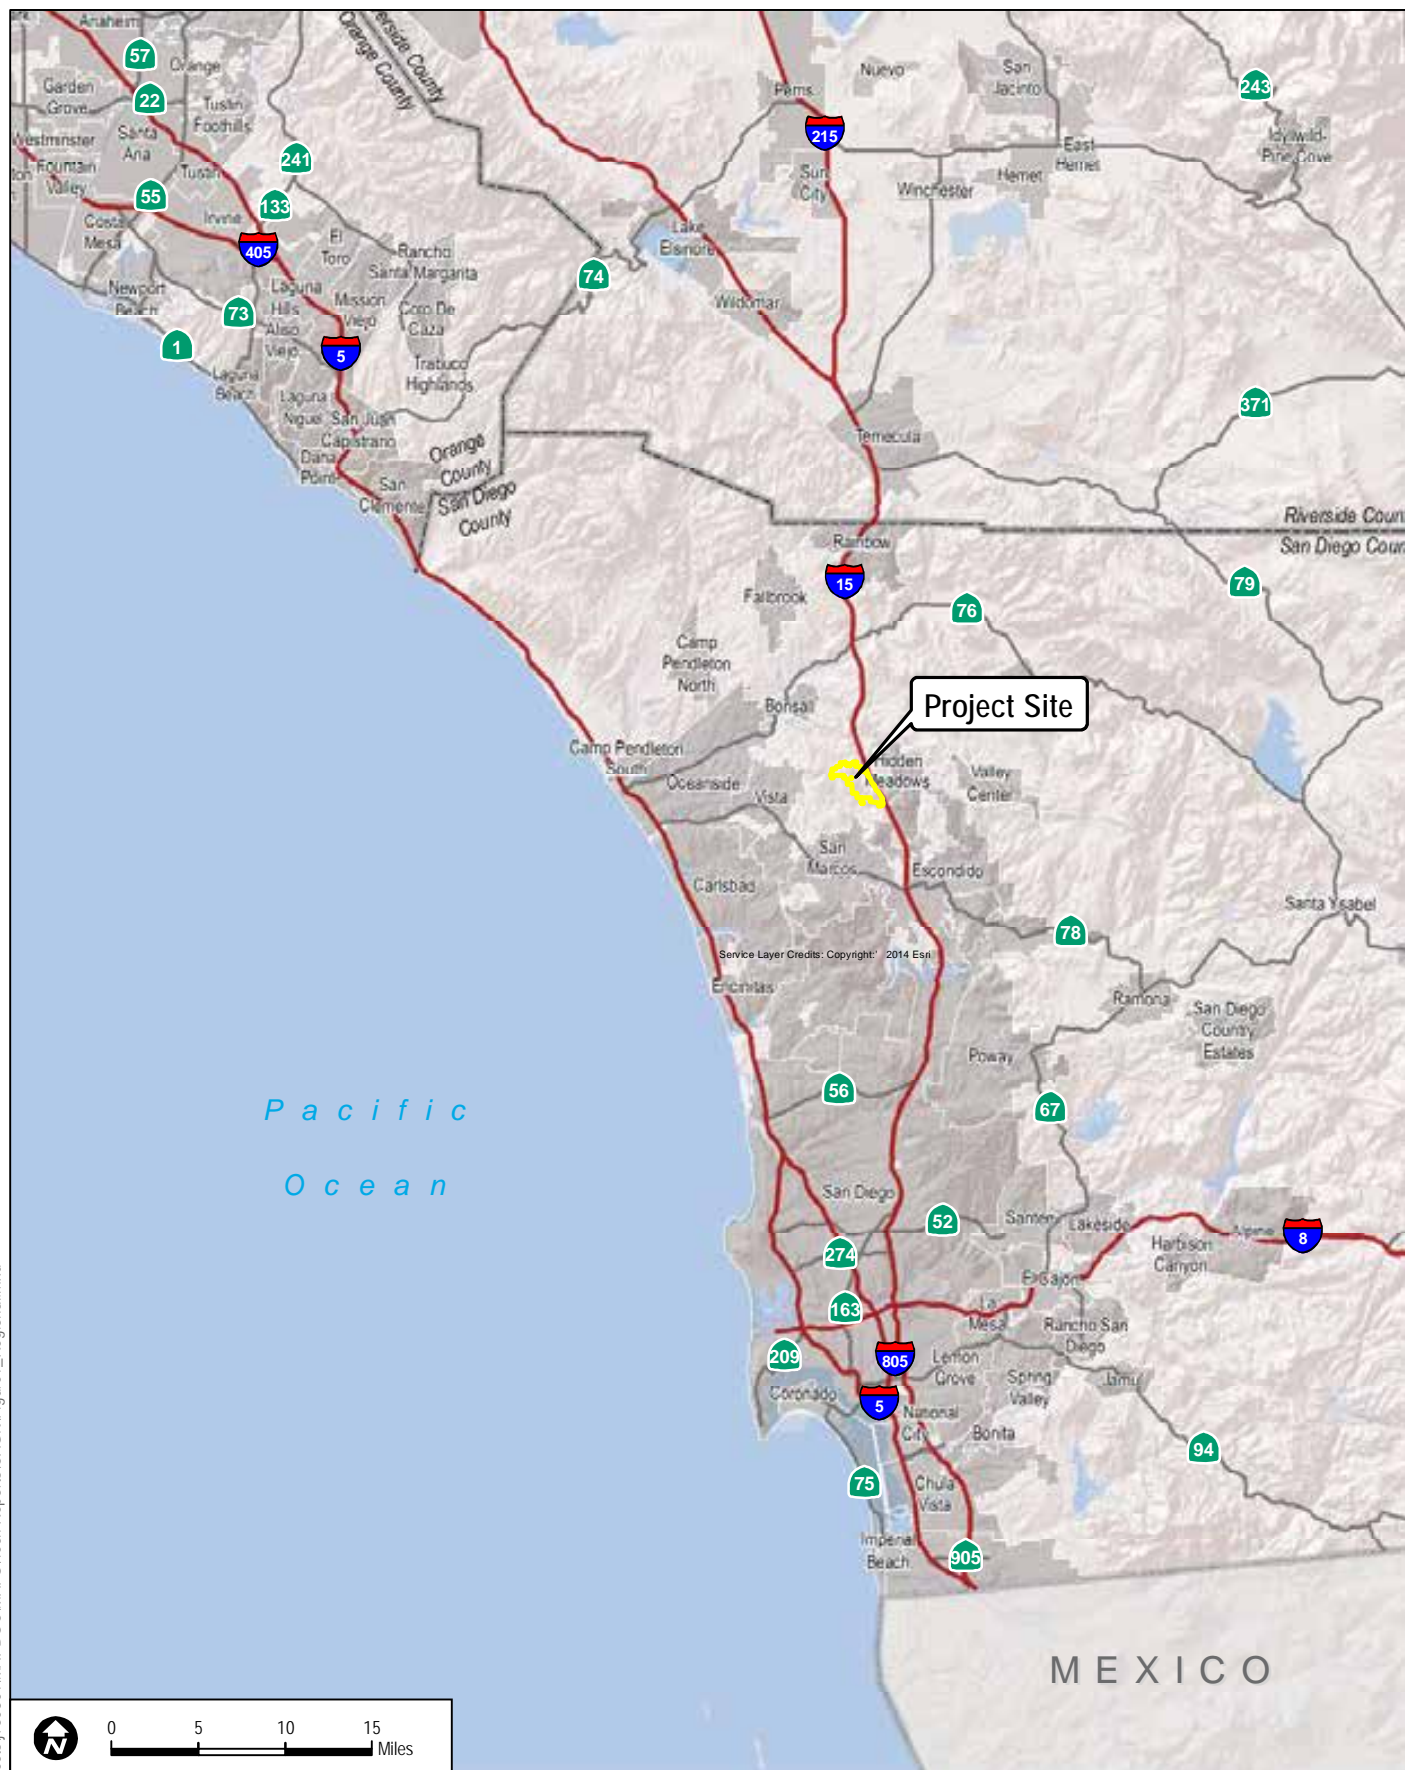 Anaheim
57
Orange
Garden
Grove
22
Tustin
Foothills
Westminster
Santa
Ana
Fountain
Valley
Tustin
241
55
133
Irvine
Costa
Mesa
405
El
Toro
Rancho
Santa Margarita
Newport
Beach
73
Laguna
Hills
Aliso
Viejo
Mission
Viejo
Coto De
Caza
1
5
Trabuco
Highlands
Laguna
Beach
Laguna
Niguel
San Juan
Capistrano
Dana
Point
San
Clemente
Orange
County
San Diego
County
Riverside County
Orange County
74
Perris
Nuevo
San
Jacinto
243
215
Idyllwild-
Pine Cove
East
Hemet
Sun
City
Winchester
Hemet
Lake
Elsinore
Wildomar
371
Temecula
Riverside Coun
San Diego Coun
Rainbow
15
Fallbrook
76
79
Camp
Pendleton
North
Bonsall
Project Site
Camp Pendleton
South
Oceanside
Vista
Hidden
Meadows
Valley
Center
San
Marcos
Escondido
Carlsbad
Santa Ysabel
78
Service Layer Credits: Copyright:' 2014 Esri
Encinitas
Ramona
San Diego
Country
Estates
Poway
56
67
Pacific
Ocean
San Diego
52
Santee
Lakeside
Alpine
8
Harbison
Canyon
274
El Cajon
163
La
Mesa
Rancho San
Diego
209
805
Lemon
Grove
Spring
Valley
Jamul
Coronado
5
National
City
Bonita
94
75
Chula
Vista
Imperial
Beach
905
MEXICO
N
0 5 10 15
Miles